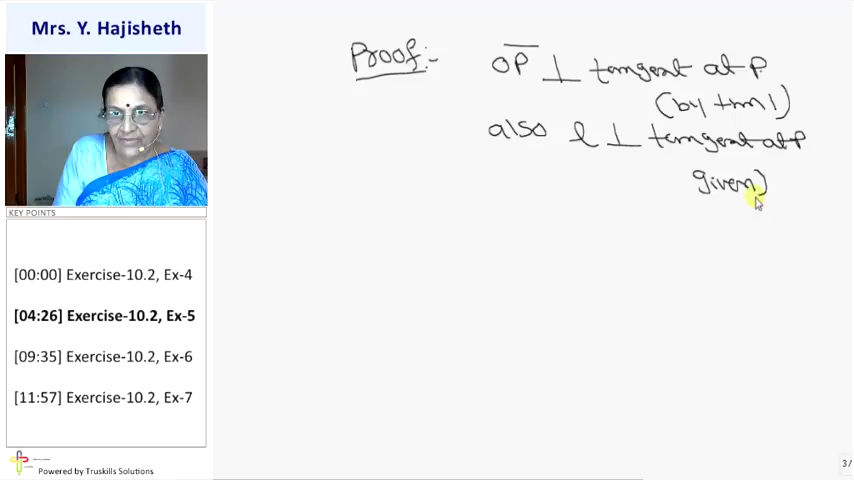 Mrs. Y. Hajisheth
KEY POINTS
[00:00] Exercise-10.2, Ex-4
[04:26] Exercise-10.2, Ex-5
[09:35] Exercise-10.2, Ex-6
[11:57] Exercise-10.2, Ex-7
Powered by Truskills Solutions
Proof:- OP ⊥ tangent at P.
(by tm 1)
also l ⊥ tangent at P
given)
3/